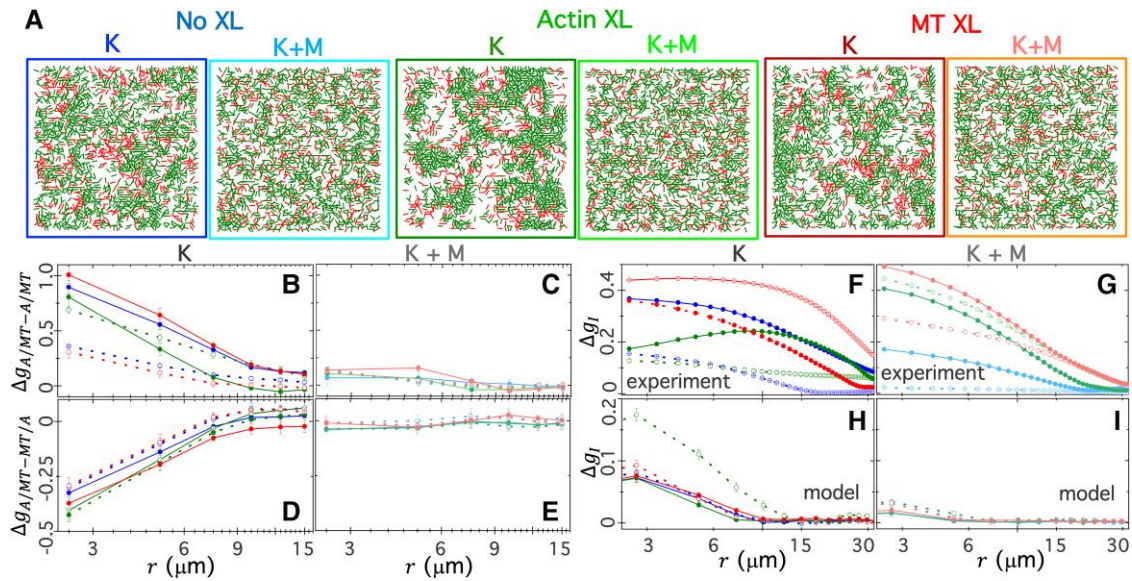 A
No XL
Actin XL
MT XL
K
K+M
K
K+M
K
K+M
K
K + M
K
K + M
B
C
F
G
1.0
0.5
0
Δg_A/MT−A/MT
0.4
0.2
0
Δg_I
experiment
experiment
D
E
H
I
0
-0.25
-0.5
Δg_A/MT−MT/A
0.2
0.1
0
Δg_I
model
model
3 6 9 15
3 6 9 15
3 6 15 30
3 6 15 30
r (μm)
r (μm)
r (μm)
r (μm)